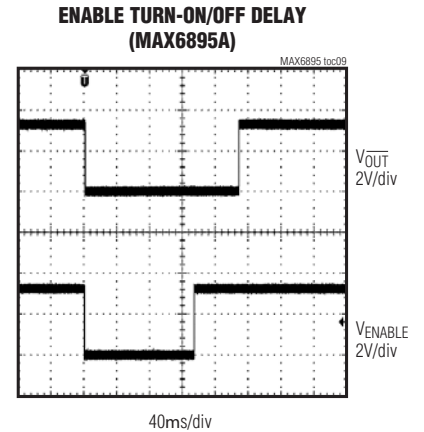 ENABLE TURN-ON/OFF DELAY
(MAX6895A)
MAX6895 toc09
T
VOUT
2V/div
VENABLE
2V/div
40ms/div